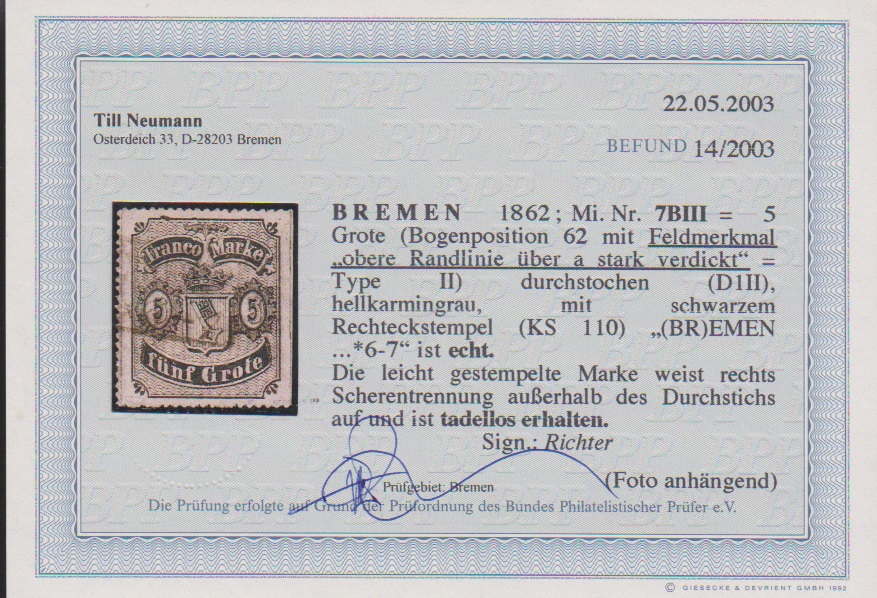 22.05.2003
Till Neumann
Osterdeich 33, D-28203 Bremen
BEFUND 14/2003
BREMEN 1862; Mi. Nr. 7BIII = 5
Grote (Bogenposition 62 mit Feldmerkmal
„obere Randlinie über a stark verdickt“ =
Type II) durchstochen (D1II),
hellkarmingrau, mit schwarzem
Rechteckstempel (KS 110) „(BR)EMEN
...*6-7“ ist echt.
Die leicht gestempelte Marke weist rechts
Scherentrennung außerhalb des Durchstichs
auf und ist tadellos erhalten.
Sign.: Richter
(Foto anhängend)
Franco Marke
5 5
fünf Grote
Prüfgebiet: Bremen
Die Prüfung erfolgte auf Grund der Prüfordnung des Bundes Philatelistischer Prüfer e.V.
© GIESECKE & DEVRIENT GMBH 1992
BPP BPP BPP BPP